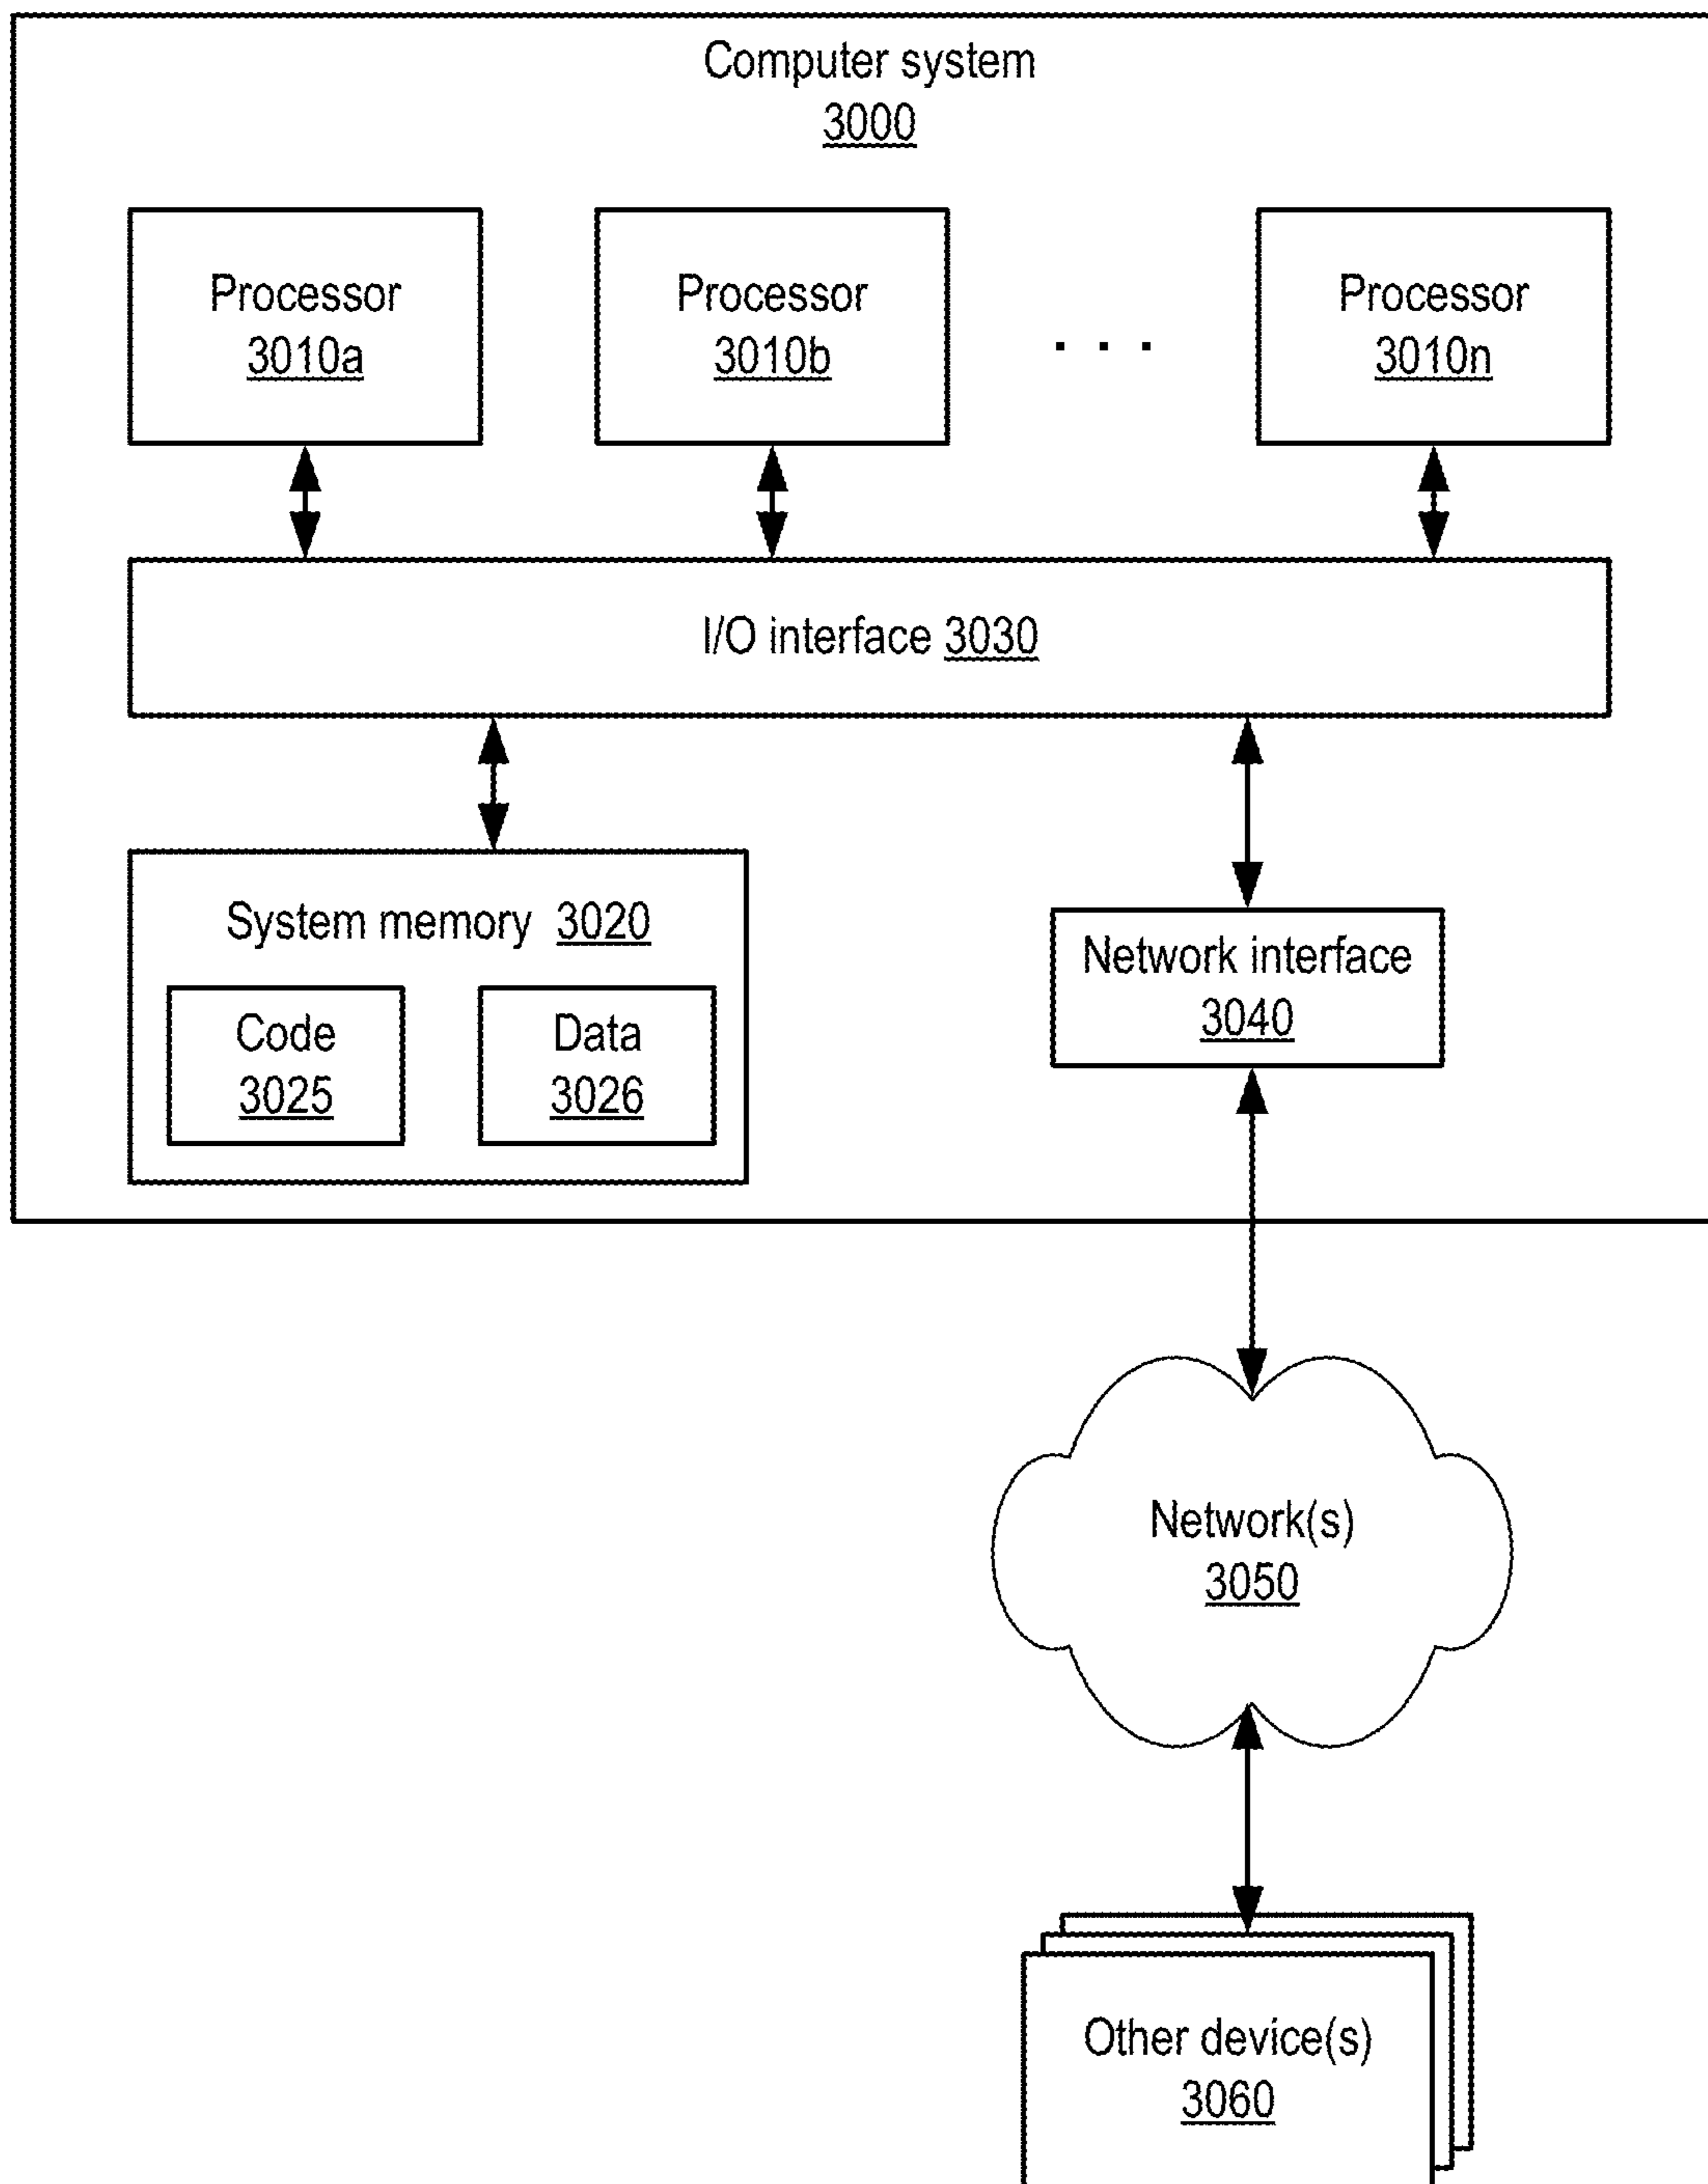 Computer system
3000
Processor
3010a
Processor
3010b
. . .
Processor
3010n
I/O interface 3030
System memory 3020
Code
3025
Data
3026
Network interface
3040
Network(s)
3050
Other device(s)
3060